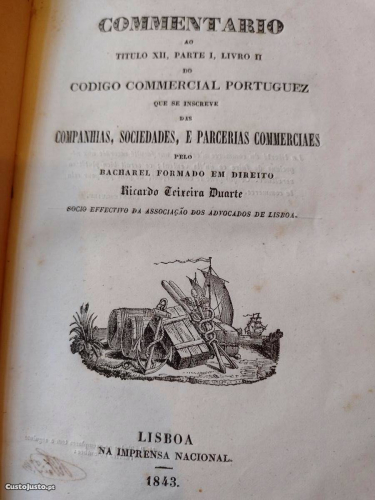 COMMENTARIO
AO
TITULO XII, PARTE I, LIVRO II
DO
CODIGO COMMERCIAL PORTUGUEZ
QUE SE INSCREVE
DAS
COMPANHIAS, SOCIEDADES, E PARCERIAS COMMERCIAES
PELO
BACHAREL FORMADO EM DIREITO
Ricardo Teixeira Duarte
SOCIO EFFECTIVO DA ASSOCIAÇÃO DOS ADVOGADOS DE LISBOA.
LISBOA
NA IMPRENSA NACIONAL.
1843.
CustoJusto.pt